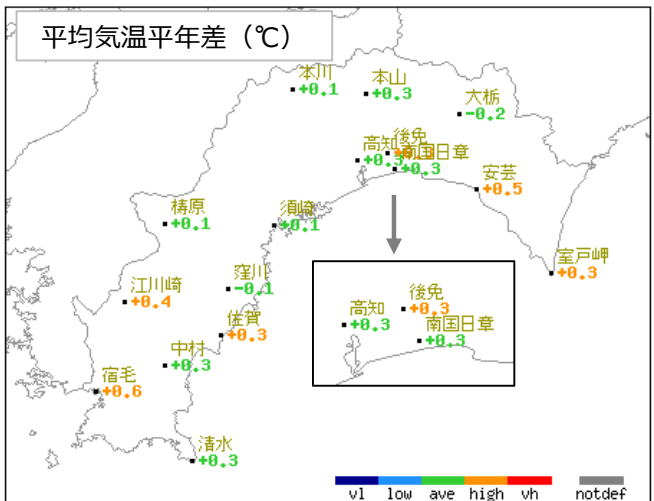 平均気温平年差（℃）
本川
+0.1
本山
+0.3
大栃
-0.2
高知
+0.3
後免
+0.3
南国日章
+0.3
安芸
+0.5
室戸岬
+0.3
梼原
+0.1
須崎
+0.1
江川崎
+0.4
窪川
-0.1
佐賀
+0.3
中村
+0.3
宿毛
+0.6
清水
+0.3
高知
+0.3
後免
+0.3
南国日章
+0.3
vl low ave high vh notdef